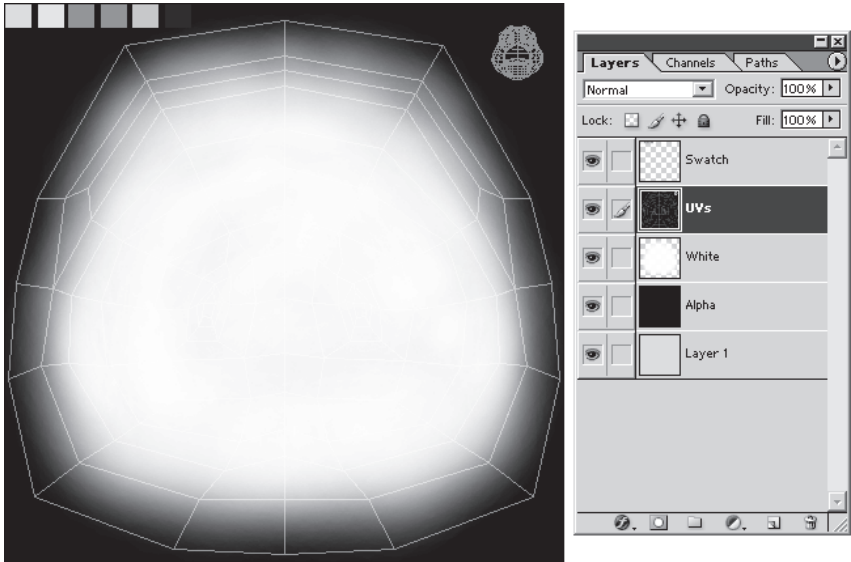 Layers Channels Paths
Normal Opacity: 100%
Lock: Fill: 100%
Swatch
UVs
White
Alpha
Layer 1